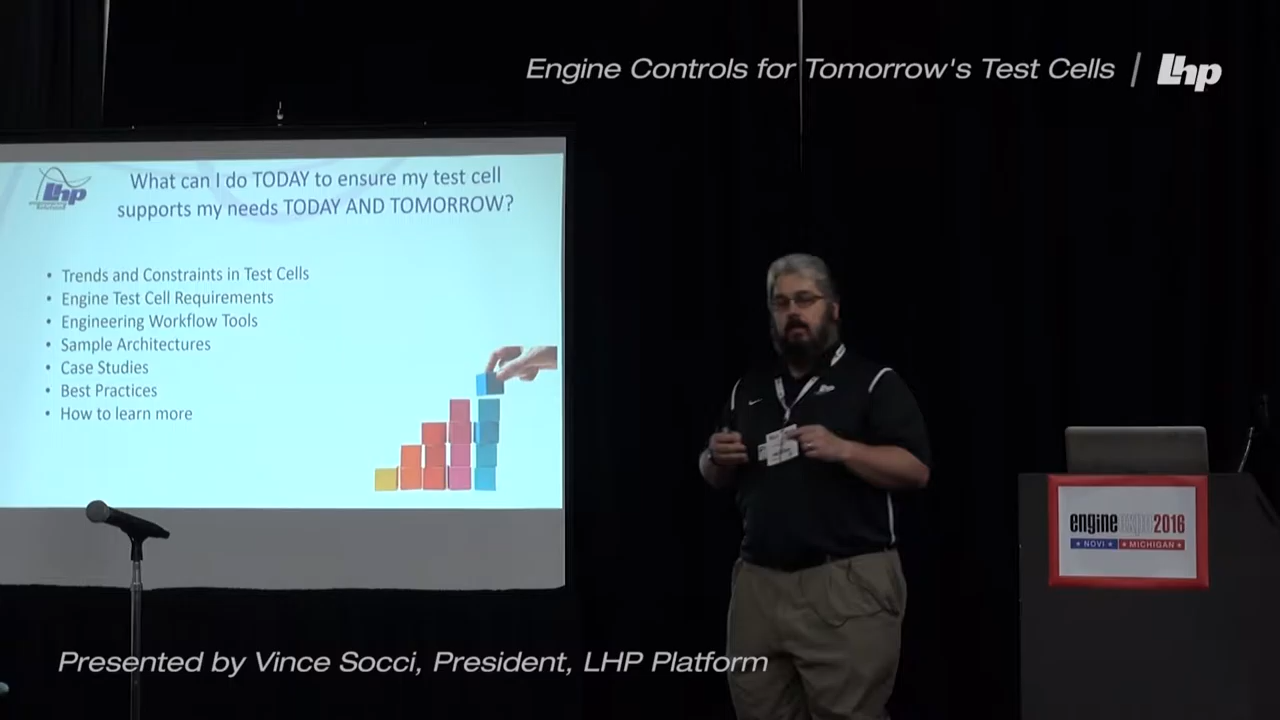 Engine Controls for Tomorrow's Test Cells | Lhp
Lhp
What can I do TODAY to ensure my test cell
supports my needs TODAY AND TOMORROW?
• Trends and Constraints in Test Cells
• Engine Test Cell Requirements
• Engineering Workflow Tools
• Sample Architectures
• Case Studies
• Best Practices
• How to learn more
engine expo 2016
NOVI MICHIGAN
Presented by Vince Socci, President, LHP Platform